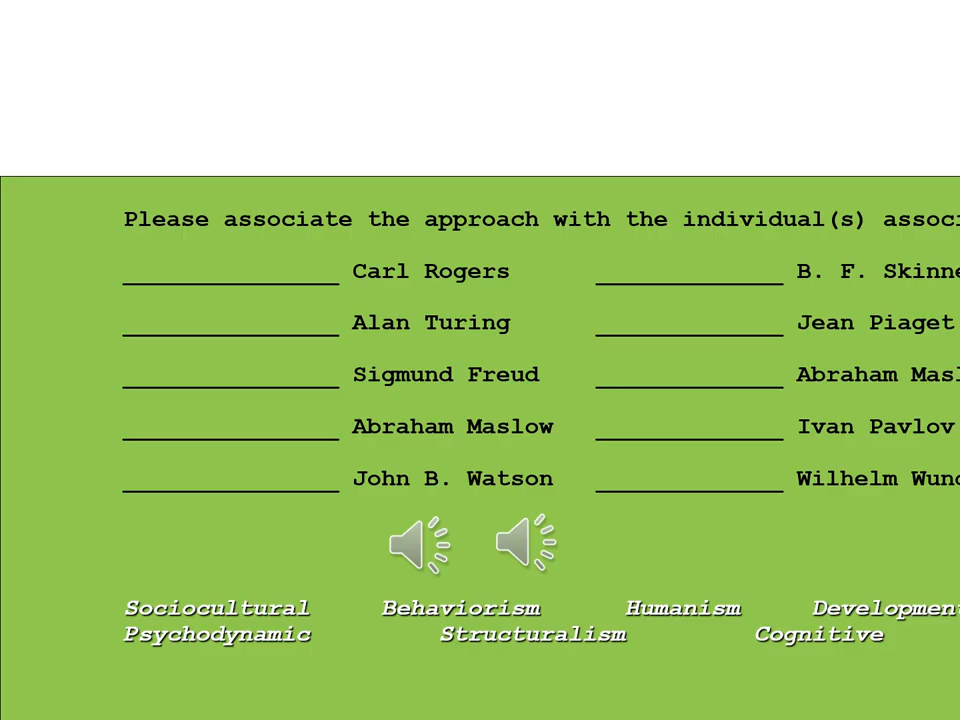 Please associate the approach with the individual(s) associ
_______________ Carl Rogers _____________ B. F. Skinne
_______________ Alan Turing _____________ Jean Piaget
_______________ Sigmund Freud _____________ Abraham Masl
_______________ Abraham Maslow _____________ Ivan Pavlov
_______________ John B. Watson _____________ Wilhelm Wund
Sociocultural Behaviorism Humanism Development
Psychodynamic Structuralism Cognitive